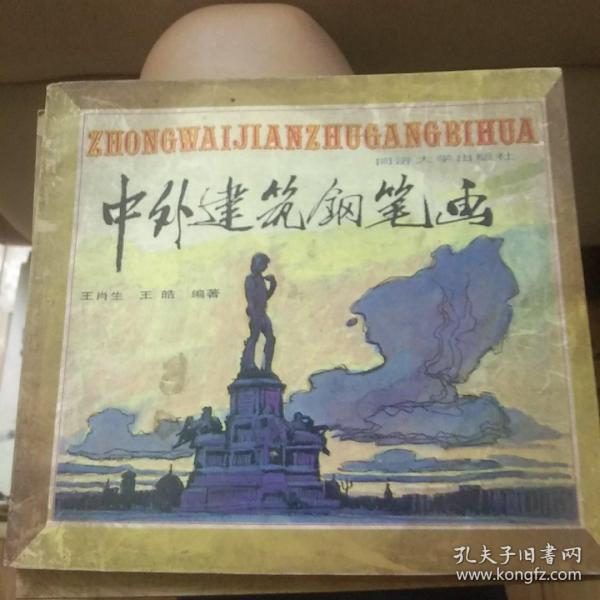 ZHONGWAIJIANZHUGANGBIHUA
同济大学出版社
中外建筑钢笔画
王肖生 王皓 编著
孔夫子旧书网
www.kongfz.com